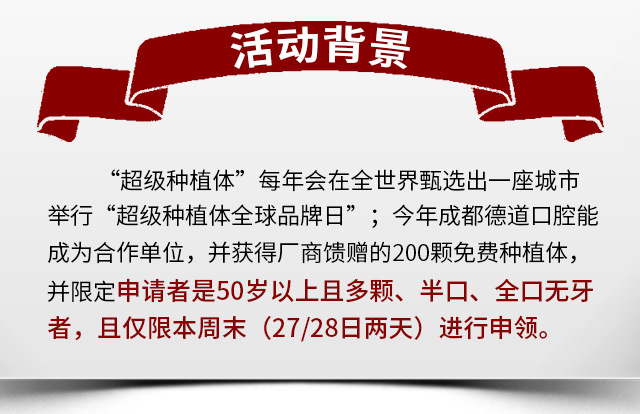 活动背景
“超级种植体”每年会在全世界甄选出一座城市
举行“超级种植体全球品牌日”；今年成都德道口腔能
成为合作单位，并获得厂商馈赠的200颗免费种植体，
并限定申请者是50岁以上且多颗、半口、全口无牙
者，且仅限本周末（27/28日两天）进行申领。